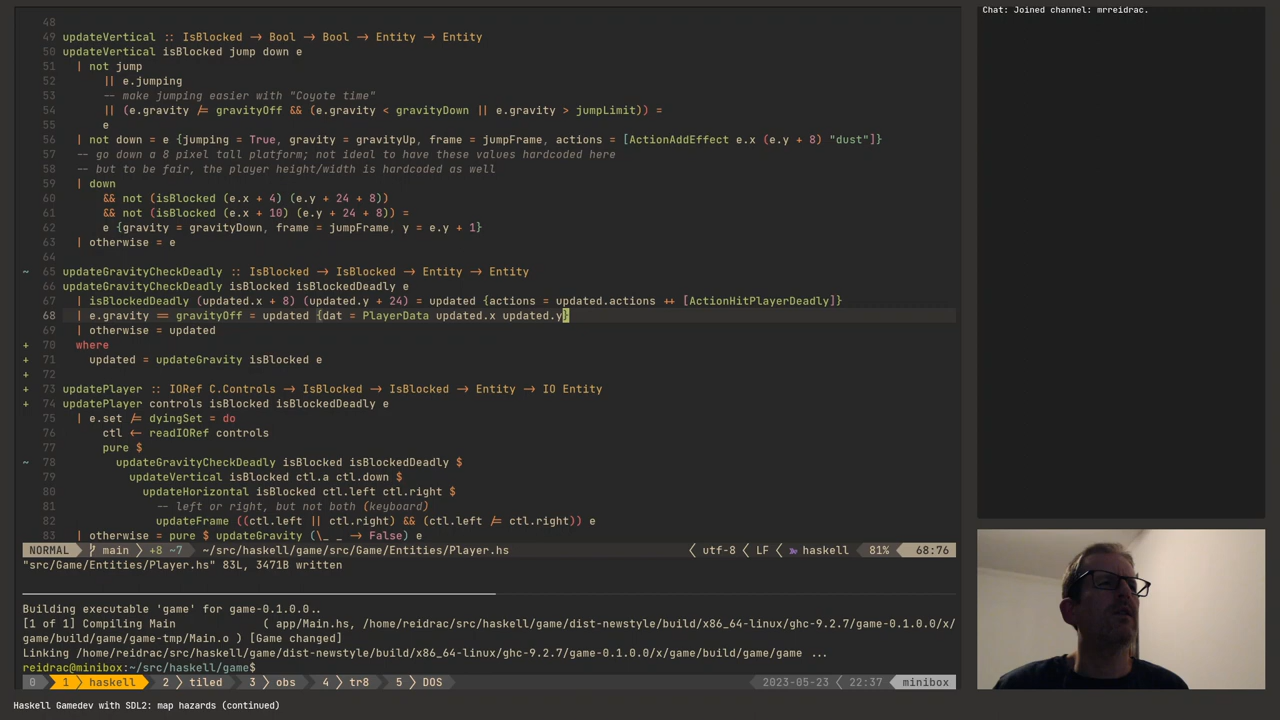 Chat: Joined channel: mrreidrac.
48
49 updateVertical :: IsBlocked → Bool → Bool → Entity → Entity
50 updateVertical isBlocked jump down e
51 | not jump
52 || e.jumping
53 -- make jumping easier with "Coyote time"
54 || (e.gravity /= gravityOff && (e.gravity < gravityDown || e.gravity > jumpLimit)) =
55 e
56 | not down = e {jumping = True, gravity = gravityUp, frame = jumpFrame, actions = [ActionAddEffect e.x (e.y + 8) "dust"]}
57 -- go down a 8 pixel tall platform; not ideal to have these values hardcoded here
58 -- but to be fair, the player height/width is hardcoded as well
59 | down
60 && not (isBlocked (e.x + 4) (e.y + 24 + 8))
61 && not (isBlocked (e.x + 10) (e.y + 24 + 8)) =
62 e {gravity = gravityDown, frame = jumpFrame, y = e.y + 1}
63 | otherwise = e
64
~ 65 updateGravityCheckDeadly :: IsBlocked → IsBlocked → Entity → Entity
66 updateGravityCheckDeadly isBlocked isBlockedDeadly e
67 | isBlockedDeadly (updated.x + 8) (updated.y + 24) = updated {actions = updated.actions ++ [ActionHitPlayerDeadly]}
68 | e.gravity == gravityOff = updated {dat = PlayerData updated.x updated.y}
69 | otherwise = updated
+ 70 where
+ 71 updated = updateGravity isBlocked e
+ 72
+ 73 updatePlayer :: IORef C.Controls → IsBlocked → IsBlocked → Entity → IO Entity
+ 74 updatePlayer controls isBlocked isBlockedDeadly e
75 | e.set /= dyingSet = do
76 ctl ← readIORef controls
77 pure $
~ 78 updateGravityCheckDeadly isBlocked isBlockedDeadly $
79 updateVertical isBlocked ctl.a ctl.down $
80 updateHorizontal isBlocked ctl.left ctl.right $
81 -- left or right, but not both (keyboard)
82 updateFrame ((ctl.left || ctl.right) && (ctl.left /= ctl.right)) e
83 | otherwise = pure $ updateGravity (\_ _ → False) e
NORMAL main +8 ~7 ~/src/haskell/game/src/Game/Entities/Player.hs utf-8 LF haskell 81% 68:76
"src/Game/Entities/Player.hs" 83L, 3471B written
Building executable 'game' for game-0.1.0.0..
[1 of 1] Compiling Main ( app/Main.hs, /home/reidrac/src/haskell/game/dist-newstyle/build/x86_64-linux/ghc-9.2.7/game-0.1.0.0/x/
game/build/game/game-tmp/Main.o ) [Game changed]
Linking /home/reidrac/src/haskell/game/dist-newstyle/build/x86_64-linux/ghc-9.2.7/game-0.1.0.0/x/game/build/game/game ...
reidrac@minibox:~/src/haskell/game$
0 1 haskell 2 tiled 3 obs 4 tr8 5 DOS 2023-05-23 22:37 minibox
Haskell Gamedev with SDL2: map hazards (continued)